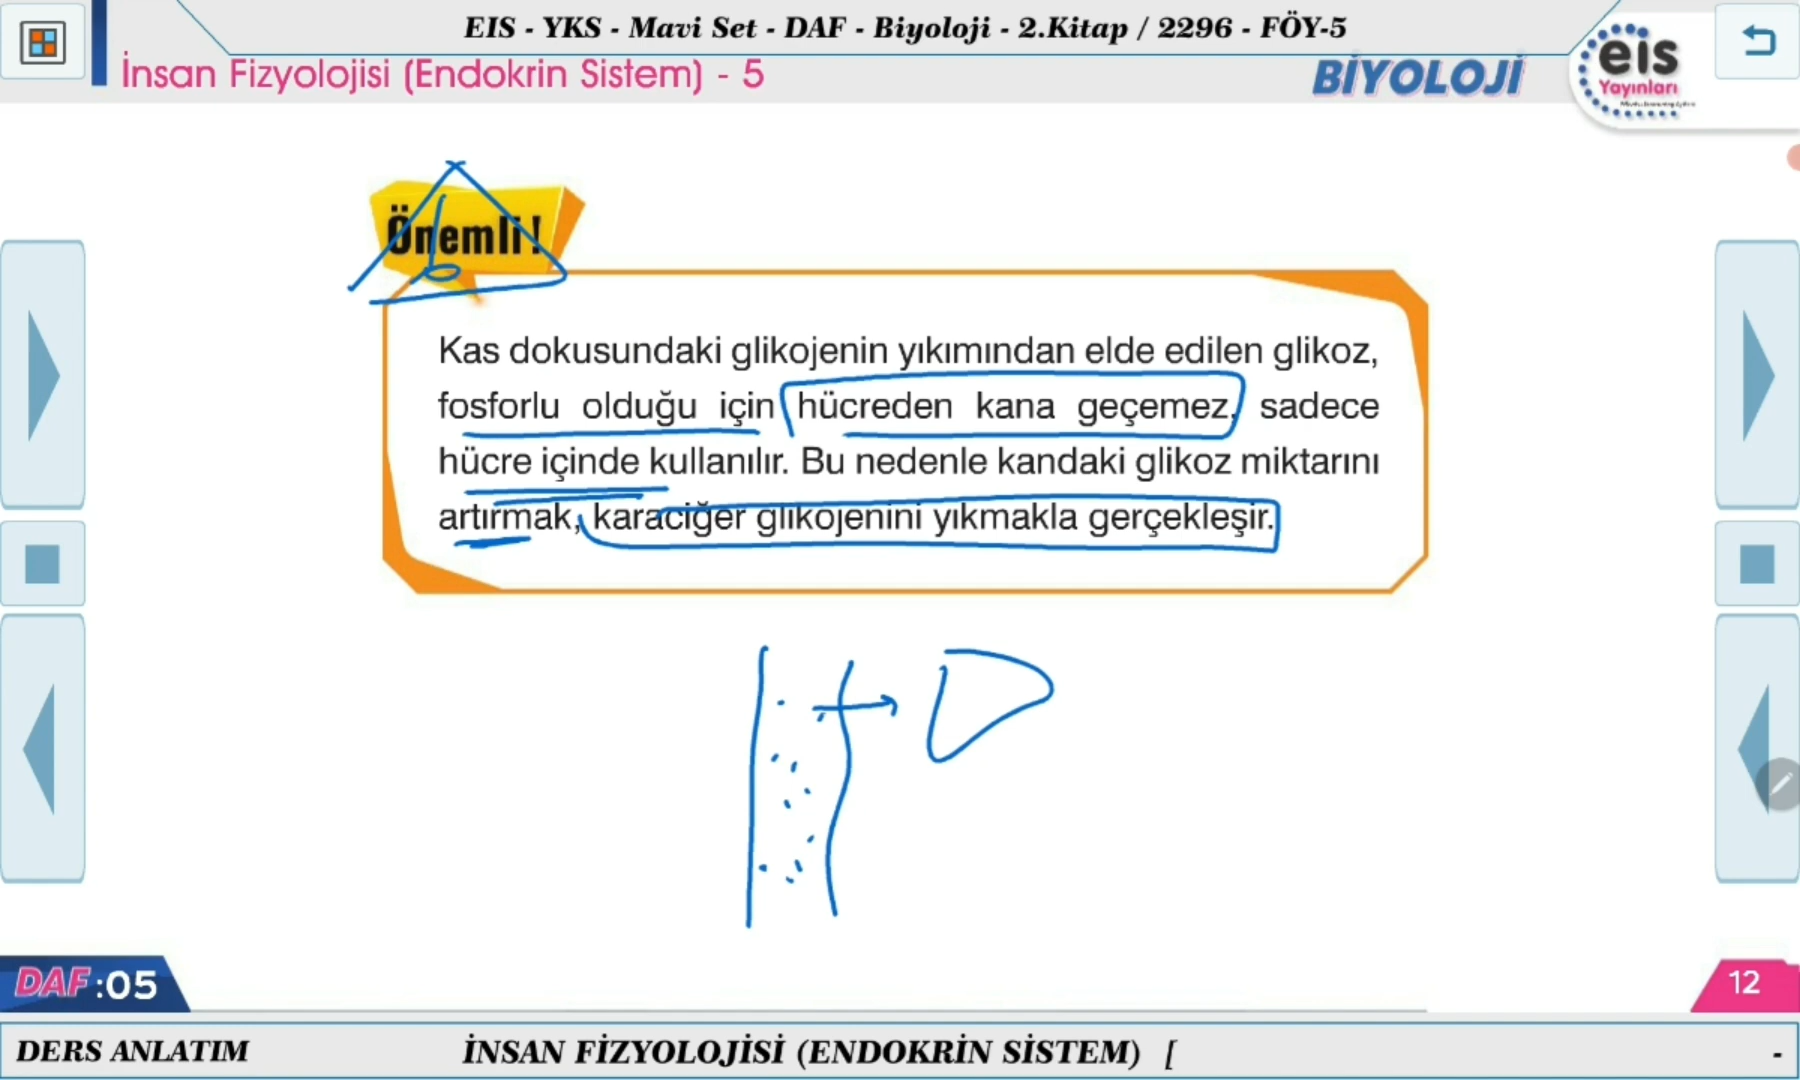 EIS - YKS - Mavi Set - DAF - Biyoloji - 2.Kitap / 2296 - FÖY-5
İnsan Fizyolojisi (Endokrin Sistem) - 5
BİYOLOJİ
eis
Yayınları
Önemli!
Kas dokusundaki glikojenin yıkımından elde edilen glikoz,
fosforlu olduğu için hücreden kana geçemez, sadece
hücre içinde kullanılır. Bu nedenle kandaki glikoz miktarını
artırmak, karaciğer glikojenini yıkmakla gerçekleşir.
DAF :05
12
DERS ANLATIM
İNSAN FİZYOLOJİSİ (ENDOKRİN SİSTEM) [
-